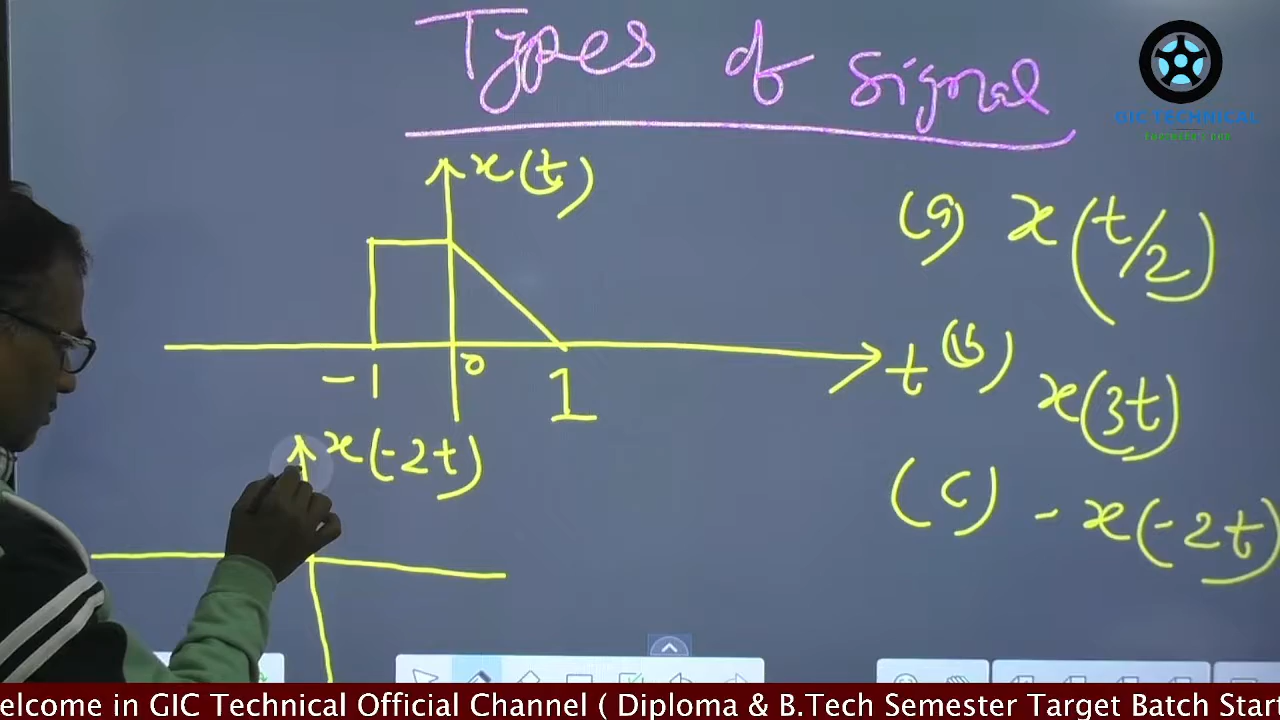 Types of Signal
GIC TECHNICAL
x(t)
(a) x(t/2)
-1
0
1
t
(b) x(3t)
x(-2t)
(c) -x(-2t)
elcome in GIC Technical Official Channel ( Diploma & B.Tech Semester Target Batch Start